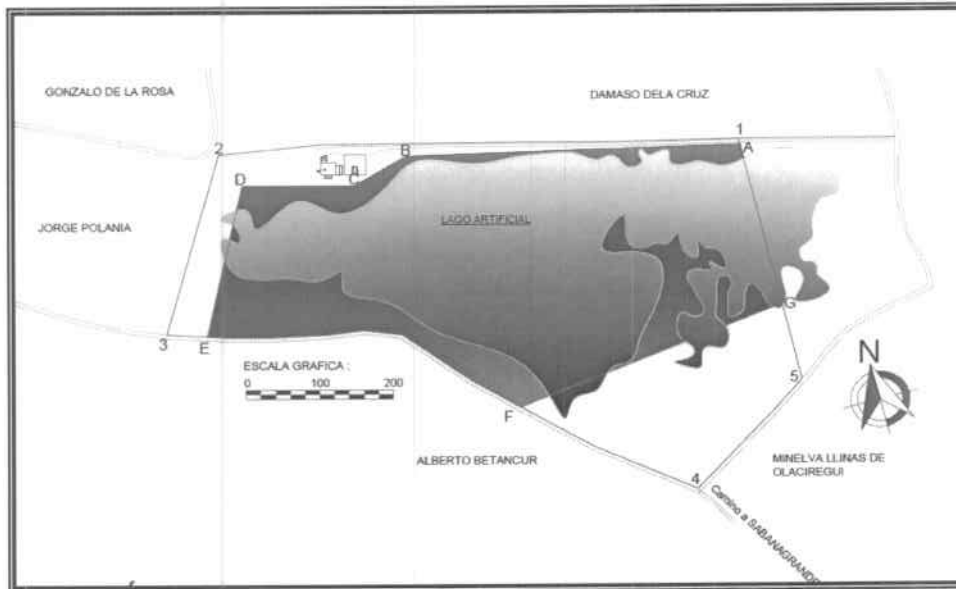 GONZALO DE LA ROSA
DAMASO DELA CRUZ
1
2
B
A
D
C
LAGO ARTIFICIAL
JORGE POLANIA
G
3
E
ESCALA GRAFICA :
0 100 200
N
5
F
ALBERTO BETANCUR
MINELVA LLINAS DE
OLACIREGUI
4
Camino a SABANAGRANDE